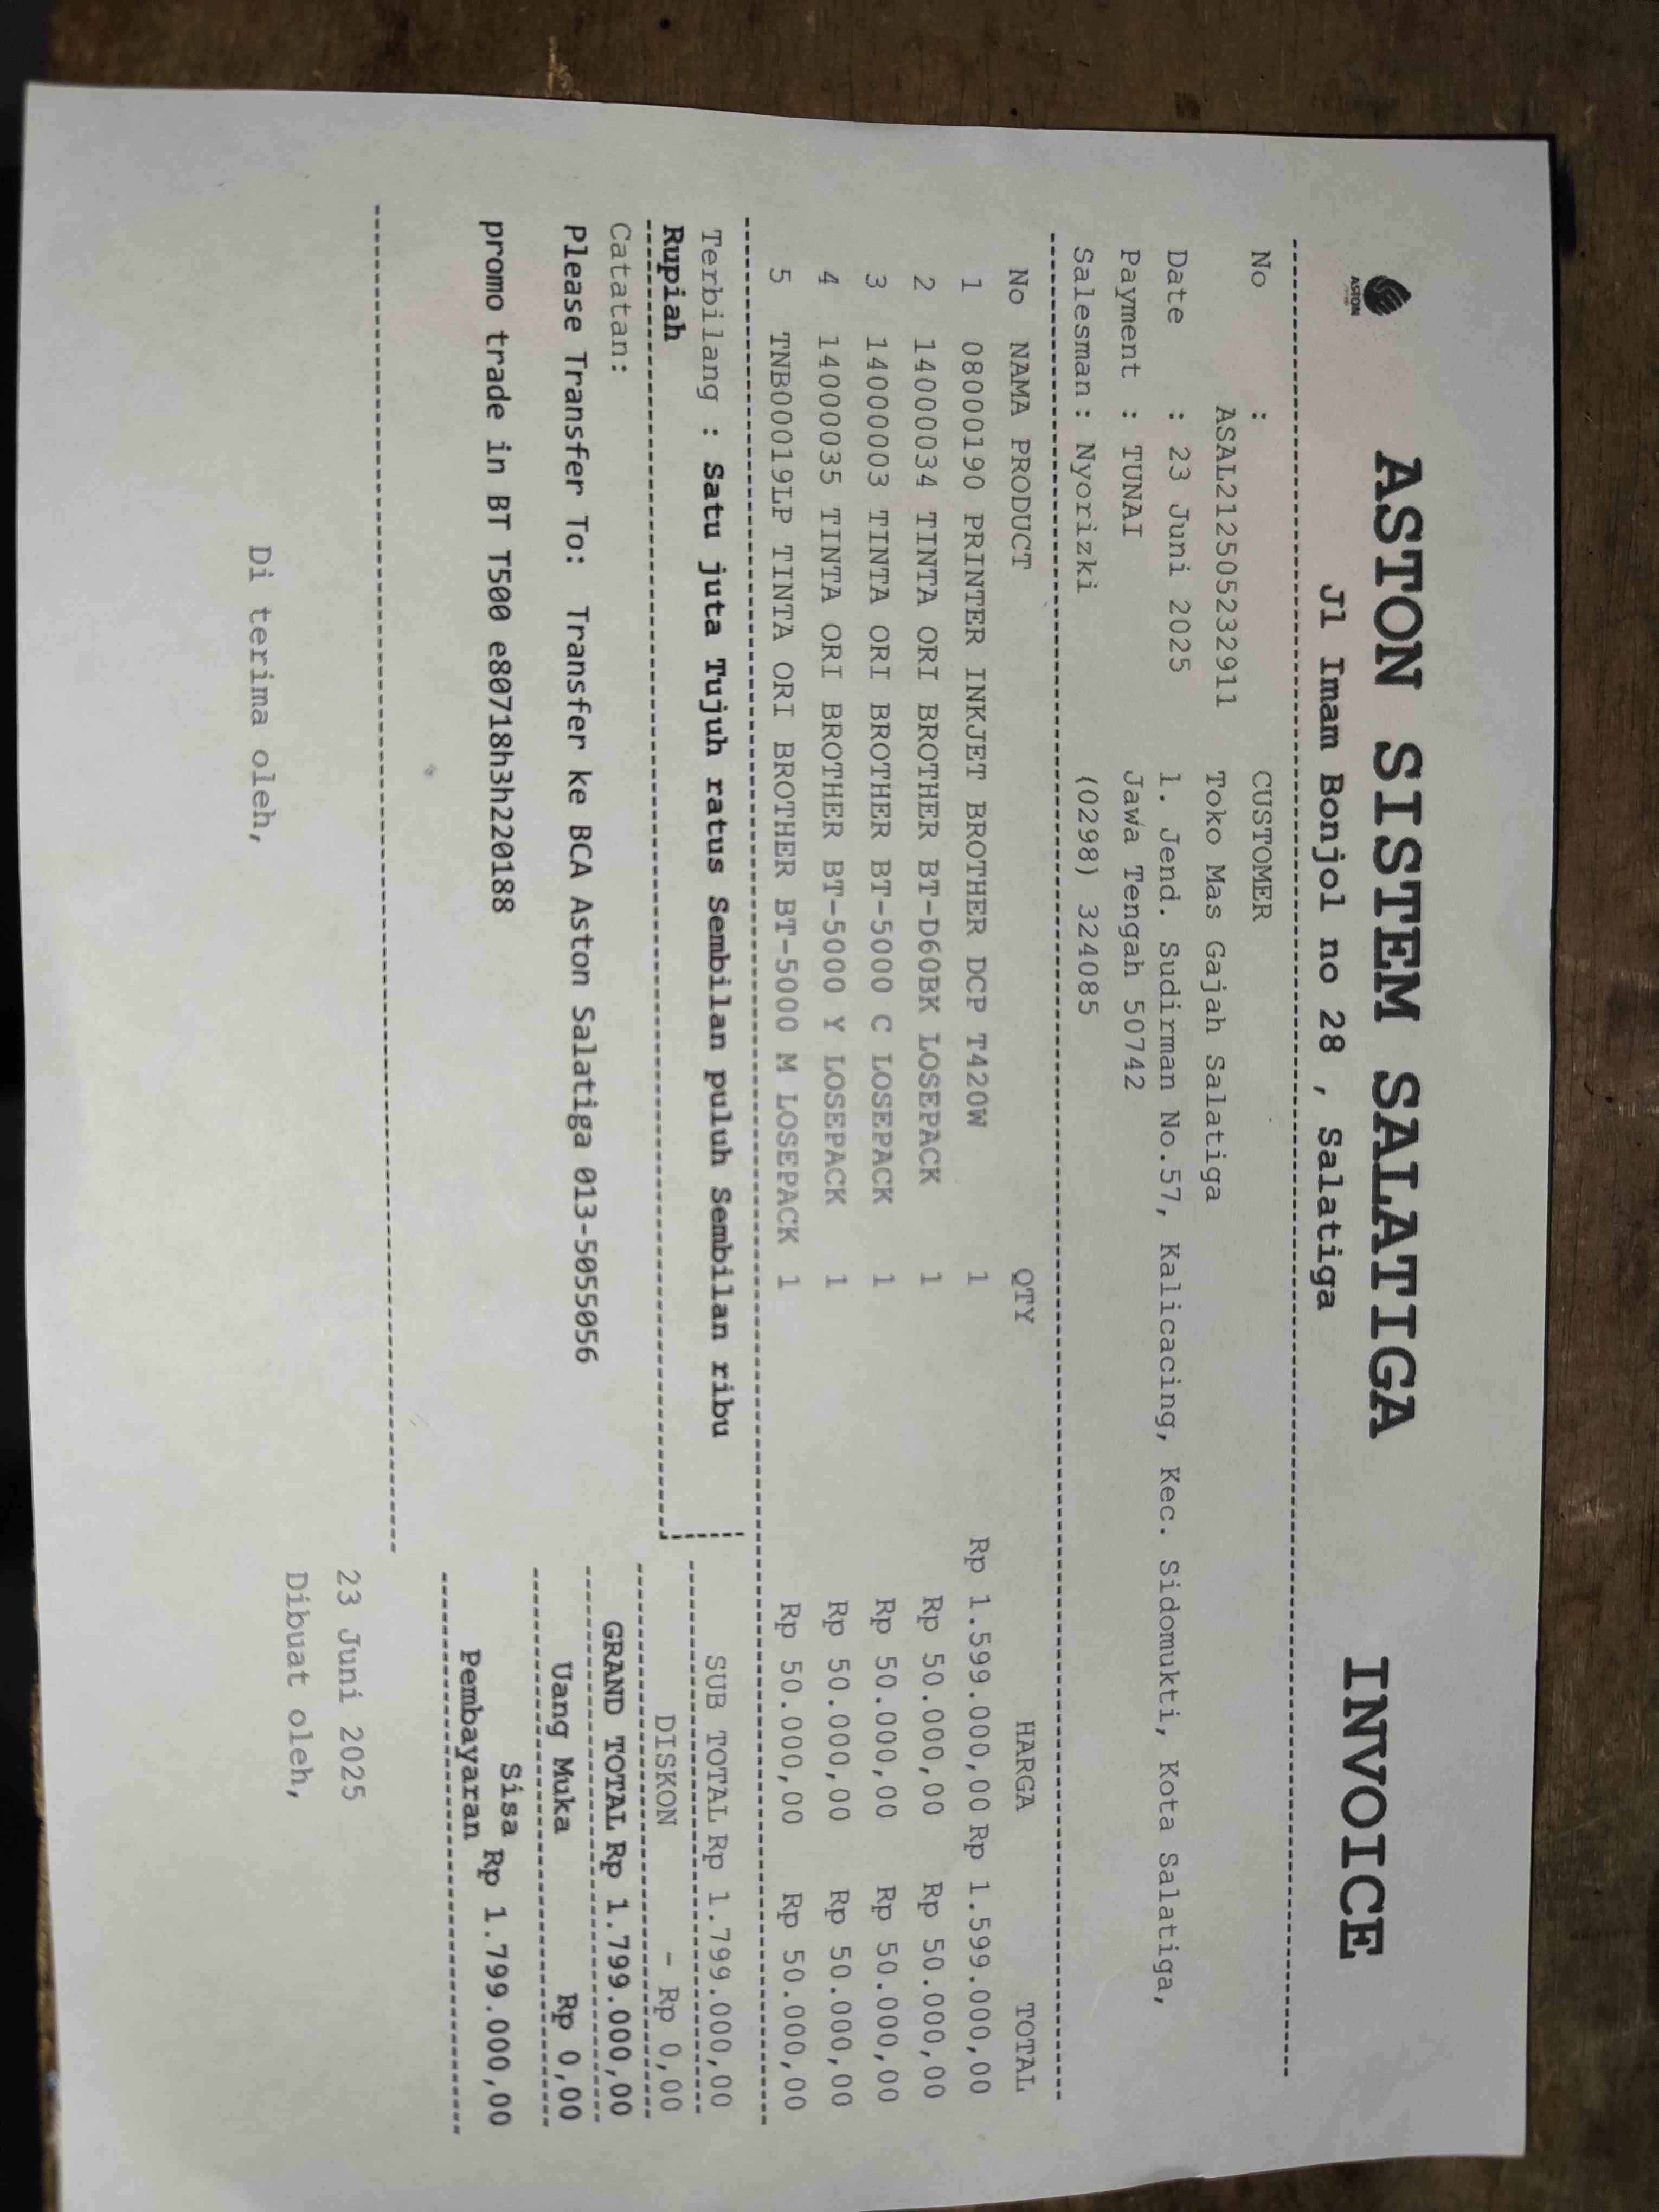 ASTON SISTEM SALATIGA
INVOICE
ASTON
Jl Imam Bonjol no 28 , Salatiga
No : CUSTOMER
ASAL212505232911 Toko Mas Gajah Salatiga
Date : 23 Juni 2025 l. Jend. Sudirman No.57, Kalicacing, Kec. Sidomukti, Kota Salatiga,
Payment : TUNAI Jawa Tengah 50742
Salesman : Nyorizki (0298) 324085
No NAMA PRODUCT QTY HARGA TOTAL
1 08000190 PRINTER INKJET BROTHER DCP T420W 1 Rp 1.599.000,00 Rp 1.599.000,00
2 14000034 TINTA ORI BROTHER BT-D60BK LOSEPACK 1 Rp 50.000,00 Rp 50.000,00
3 14000003 TINTA ORI BROTHER BT-5000 C LOSEPACK 1 Rp 50.000,00 Rp 50.000,00
4 14000035 TINTA ORI BROTHER BT-5000 Y LOSEPACK 1 Rp 50.000,00 Rp 50.000,00
5 TNB00019LP TINTA ORI BROTHER BT-5000 M LOSEPACK 1 Rp 50.000,00 Rp 50.000,00
Terbilang : Satu juta Tujuh ratus Sembilan puluh Sembilan ribu
Rupiah
SUB TOTAL Rp 1.799.000,00
DISKON - Rp 0,00
GRAND TOTAL Rp 1.799.000,00
Uang Muka Rp 0,00
Sisa
Pembayaran Rp 1.799.000,00
Catatan:
Please Transfer To: Transfer ke BCA Aston Salatiga 013-5055056
promo trade in BT T500 e80718h3h220188
23 Juni 2025
Di terima oleh,
Dibuat oleh,